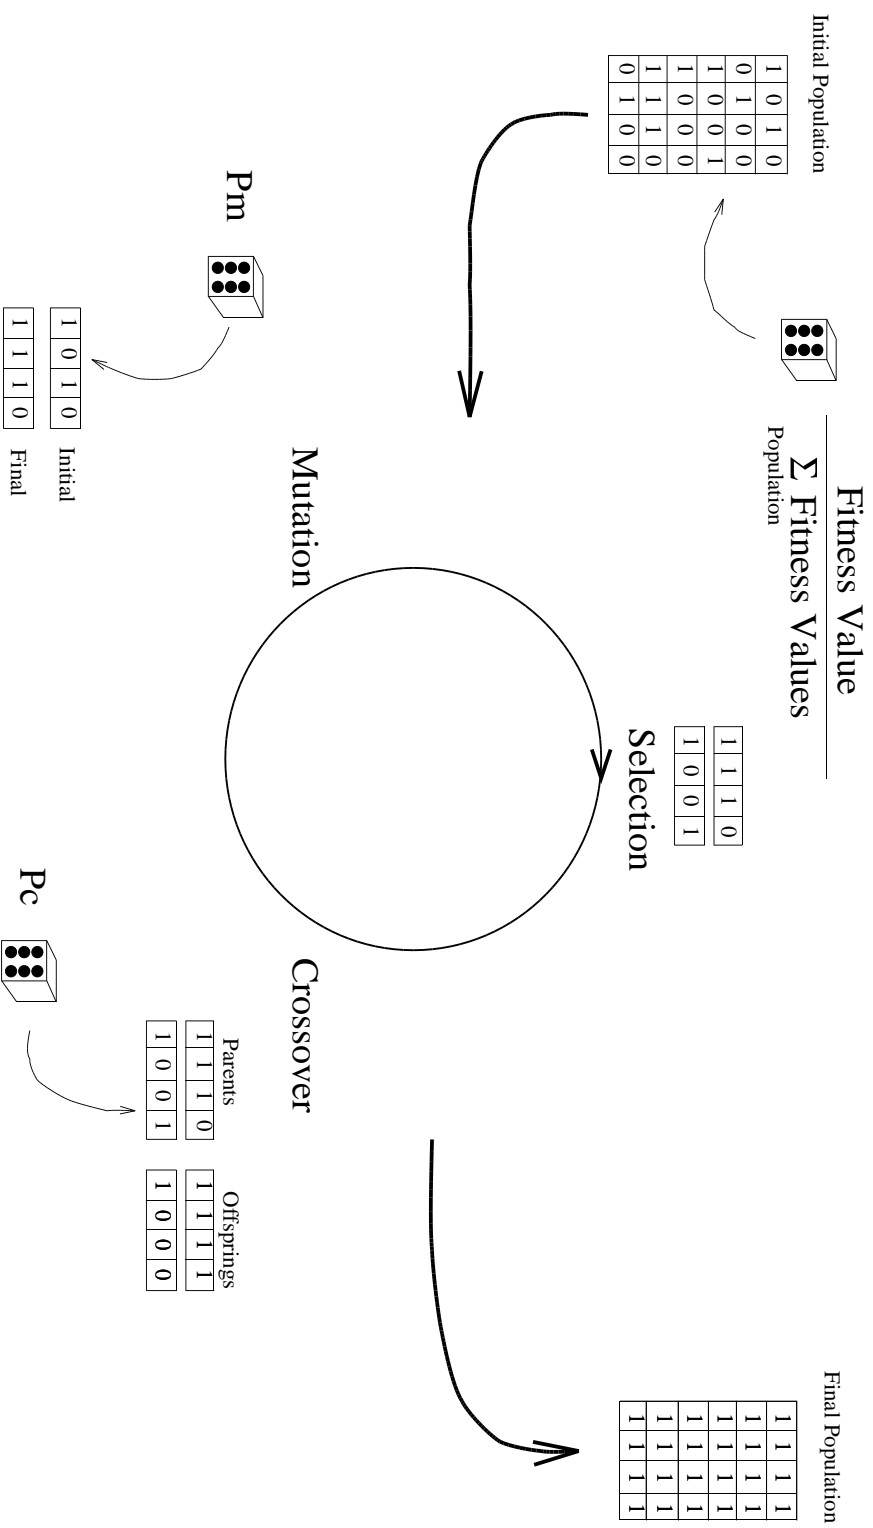 Initial Population
1 0 1 0
0 1 0 0
1 0 0 1
1 0 0 0
1 1 1 0
0 1 0 0
Fitness Value
Σ Fitness Values
Population
1 1 1 0
1 0 0 1
Selection
Final Population
1 1 1 1
1 1 1 1
1 1 1 1
1 1 1 1
1 1 1 1
1 1 1 1
Mutation
Pm
1 0 1 0 Initial
1 1 1 0 Final
Crossover
Parents Offsprings
1 1 1 0 1 1 1 1
1 0 0 1 1 0 0 0
Pc